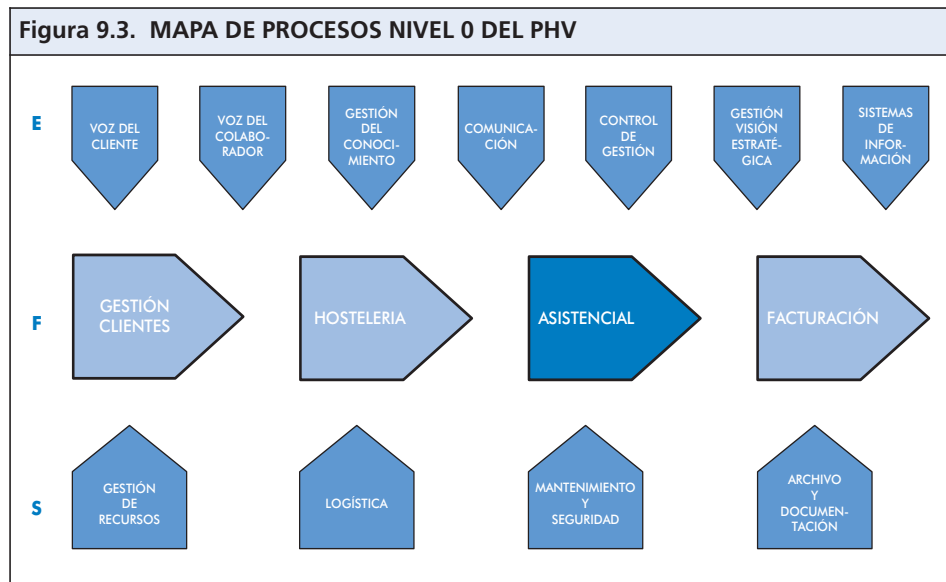 Figura 9.3. MAPA DE PROCESOS NIVEL 0 DEL PHV
E
VOZ DEL
CLIENTE
VOZ DEL
COLABO-
RADOR
GESTIÓN
DEL
CONOCI-
MIENTO
COMUNICA-
CIÓN
CONTROL
DE
GESTIÓN
GESTIÓN
VISIÓN
ESTRATÉ-
GICA
SISTEMAS
DE
INFOR-
MACIÓN
F
GESTIÓN
CLIENTES
HOSTELERIA
ASISTENCIAL
FACTURACIÓN
S
GESTIÓN
DE
RECURSOS
LOGÍSTICA
MANTENIMIENTO
Y
SEGURIDAD
ARCHIVO
Y
DOCUMEN-
TACIÓN